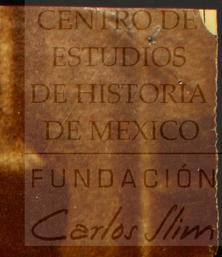 CENTRO DE
ESTUDIOS
DE HISTORIA
DE MEXICO
FUNDACIÓN
Carlos Slim